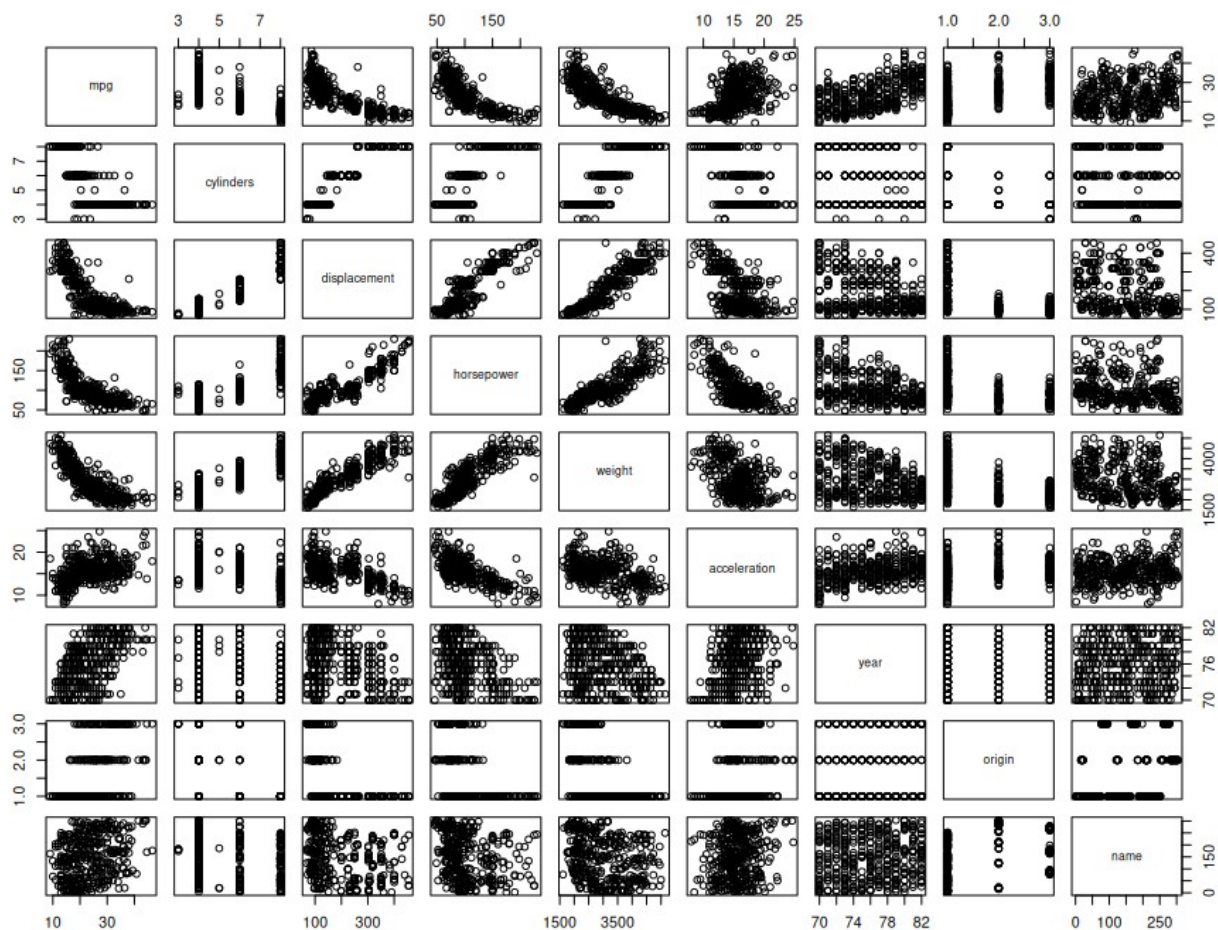 3 5 7 50 150 10 15 20 25 1.0 2.0 3.0
mpg 10 30
3 5 7 cylinders
displacement 100 400
50 150 horsepower
weight 1500 4000
10 20 acceleration
year 70 76 82
1.0 2.0 3.0 origin
name 0 150
10 30 100 300 1500 3500 70 74 78 82 0 100 250